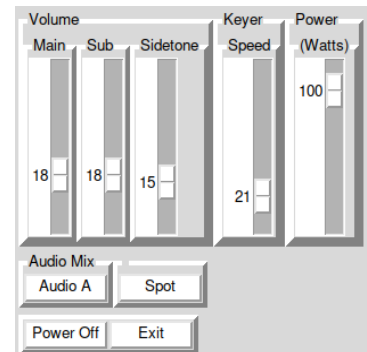 Volume Keyer Power
Main Sub Sidetone Speed (Watts)
100
18 18 15
21
Audio Mix
Audio A Spot
Power Off Exit